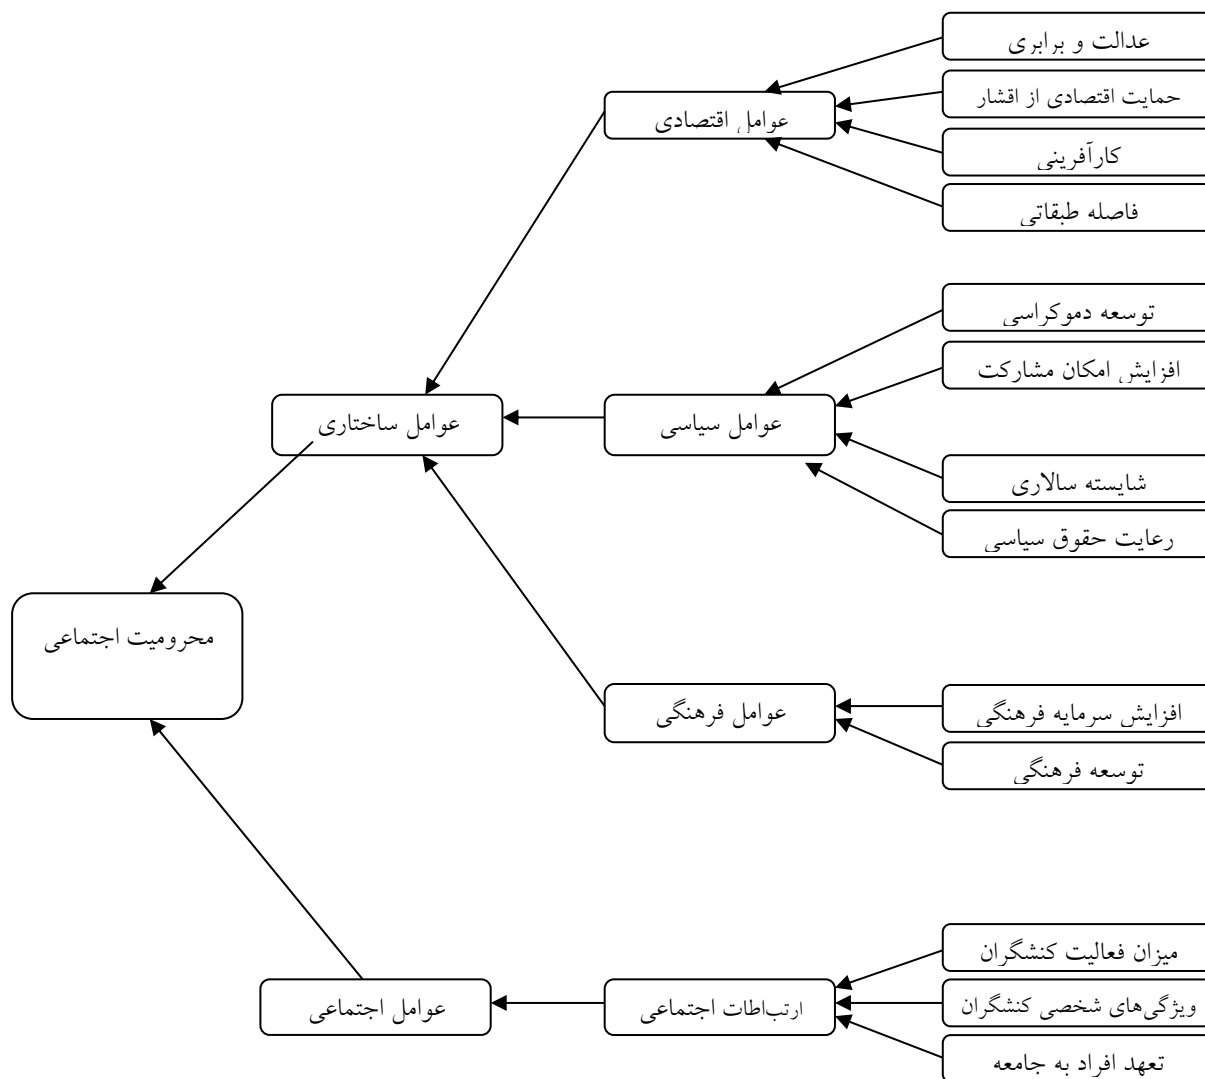 عدالت و برابری
حمایت اقتصادی از اقشار
عوامل اقتصادی
کارآفرینی
فاصله طبقاتی
توسعه دموکراسی
افزایش امکان مشارکت
عوامل سیاسی
عوامل ساختاری
شایسته سالاری
رعایت حقوق سیاسی
محرومیت اجتماعی
افزایش سرمایه فرهنگی
عوامل فرهنگی
توسعه فرهنگی
میزان فعالیت کنشگران
ویژگی‌های شخصی کنشگران
ارتباطات اجتماعی
عوامل اجتماعی
تعهد افراد به جامعه